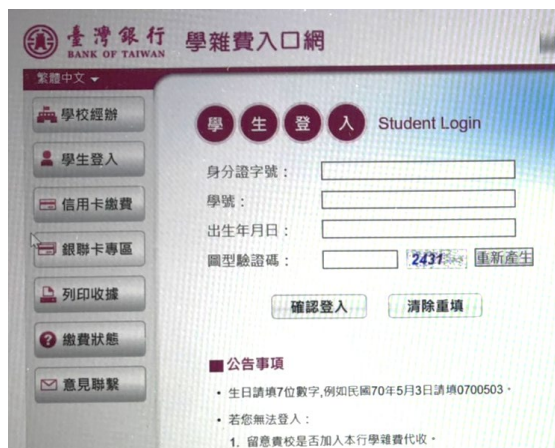 臺灣銀行 學雜費入口網
BANK OF TAIWAN
繁體中文
學校經辦
學生登入
信用卡繳費
銀聯卡專區
列印收據
繳費狀態
意見聯繫
學生登入 Student Login
身分證字號：
學號：
出生年月日：
圖型驗證碼： 2431 重新產生
確認登入 清除重填
公告事項
• 生日請填7位數字,例如民國70年5月3日請填0700503。
• 若您無法登入：
1. 留意貴校是否加入本行學雜費代收。